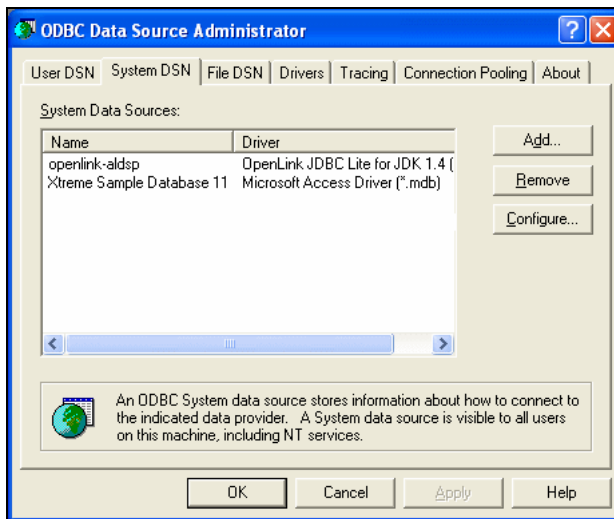 ODBC Data Source Administrator
User DSN System DSN File DSN Drivers Tracing Connection Pooling About
System Data Sources:
Name Driver
openlink-aldsp OpenLink JDBC Lite for JDK 1.4 (
Xtreme Sample Database 11 Microsoft Access Driver (*.mdb)
Add...
Remove
Configure...
An ODBC System data source stores information about how to connect to
the indicated data provider. A System data source is visible to all users
on this machine, including NT services.
OK Cancel Apply Help